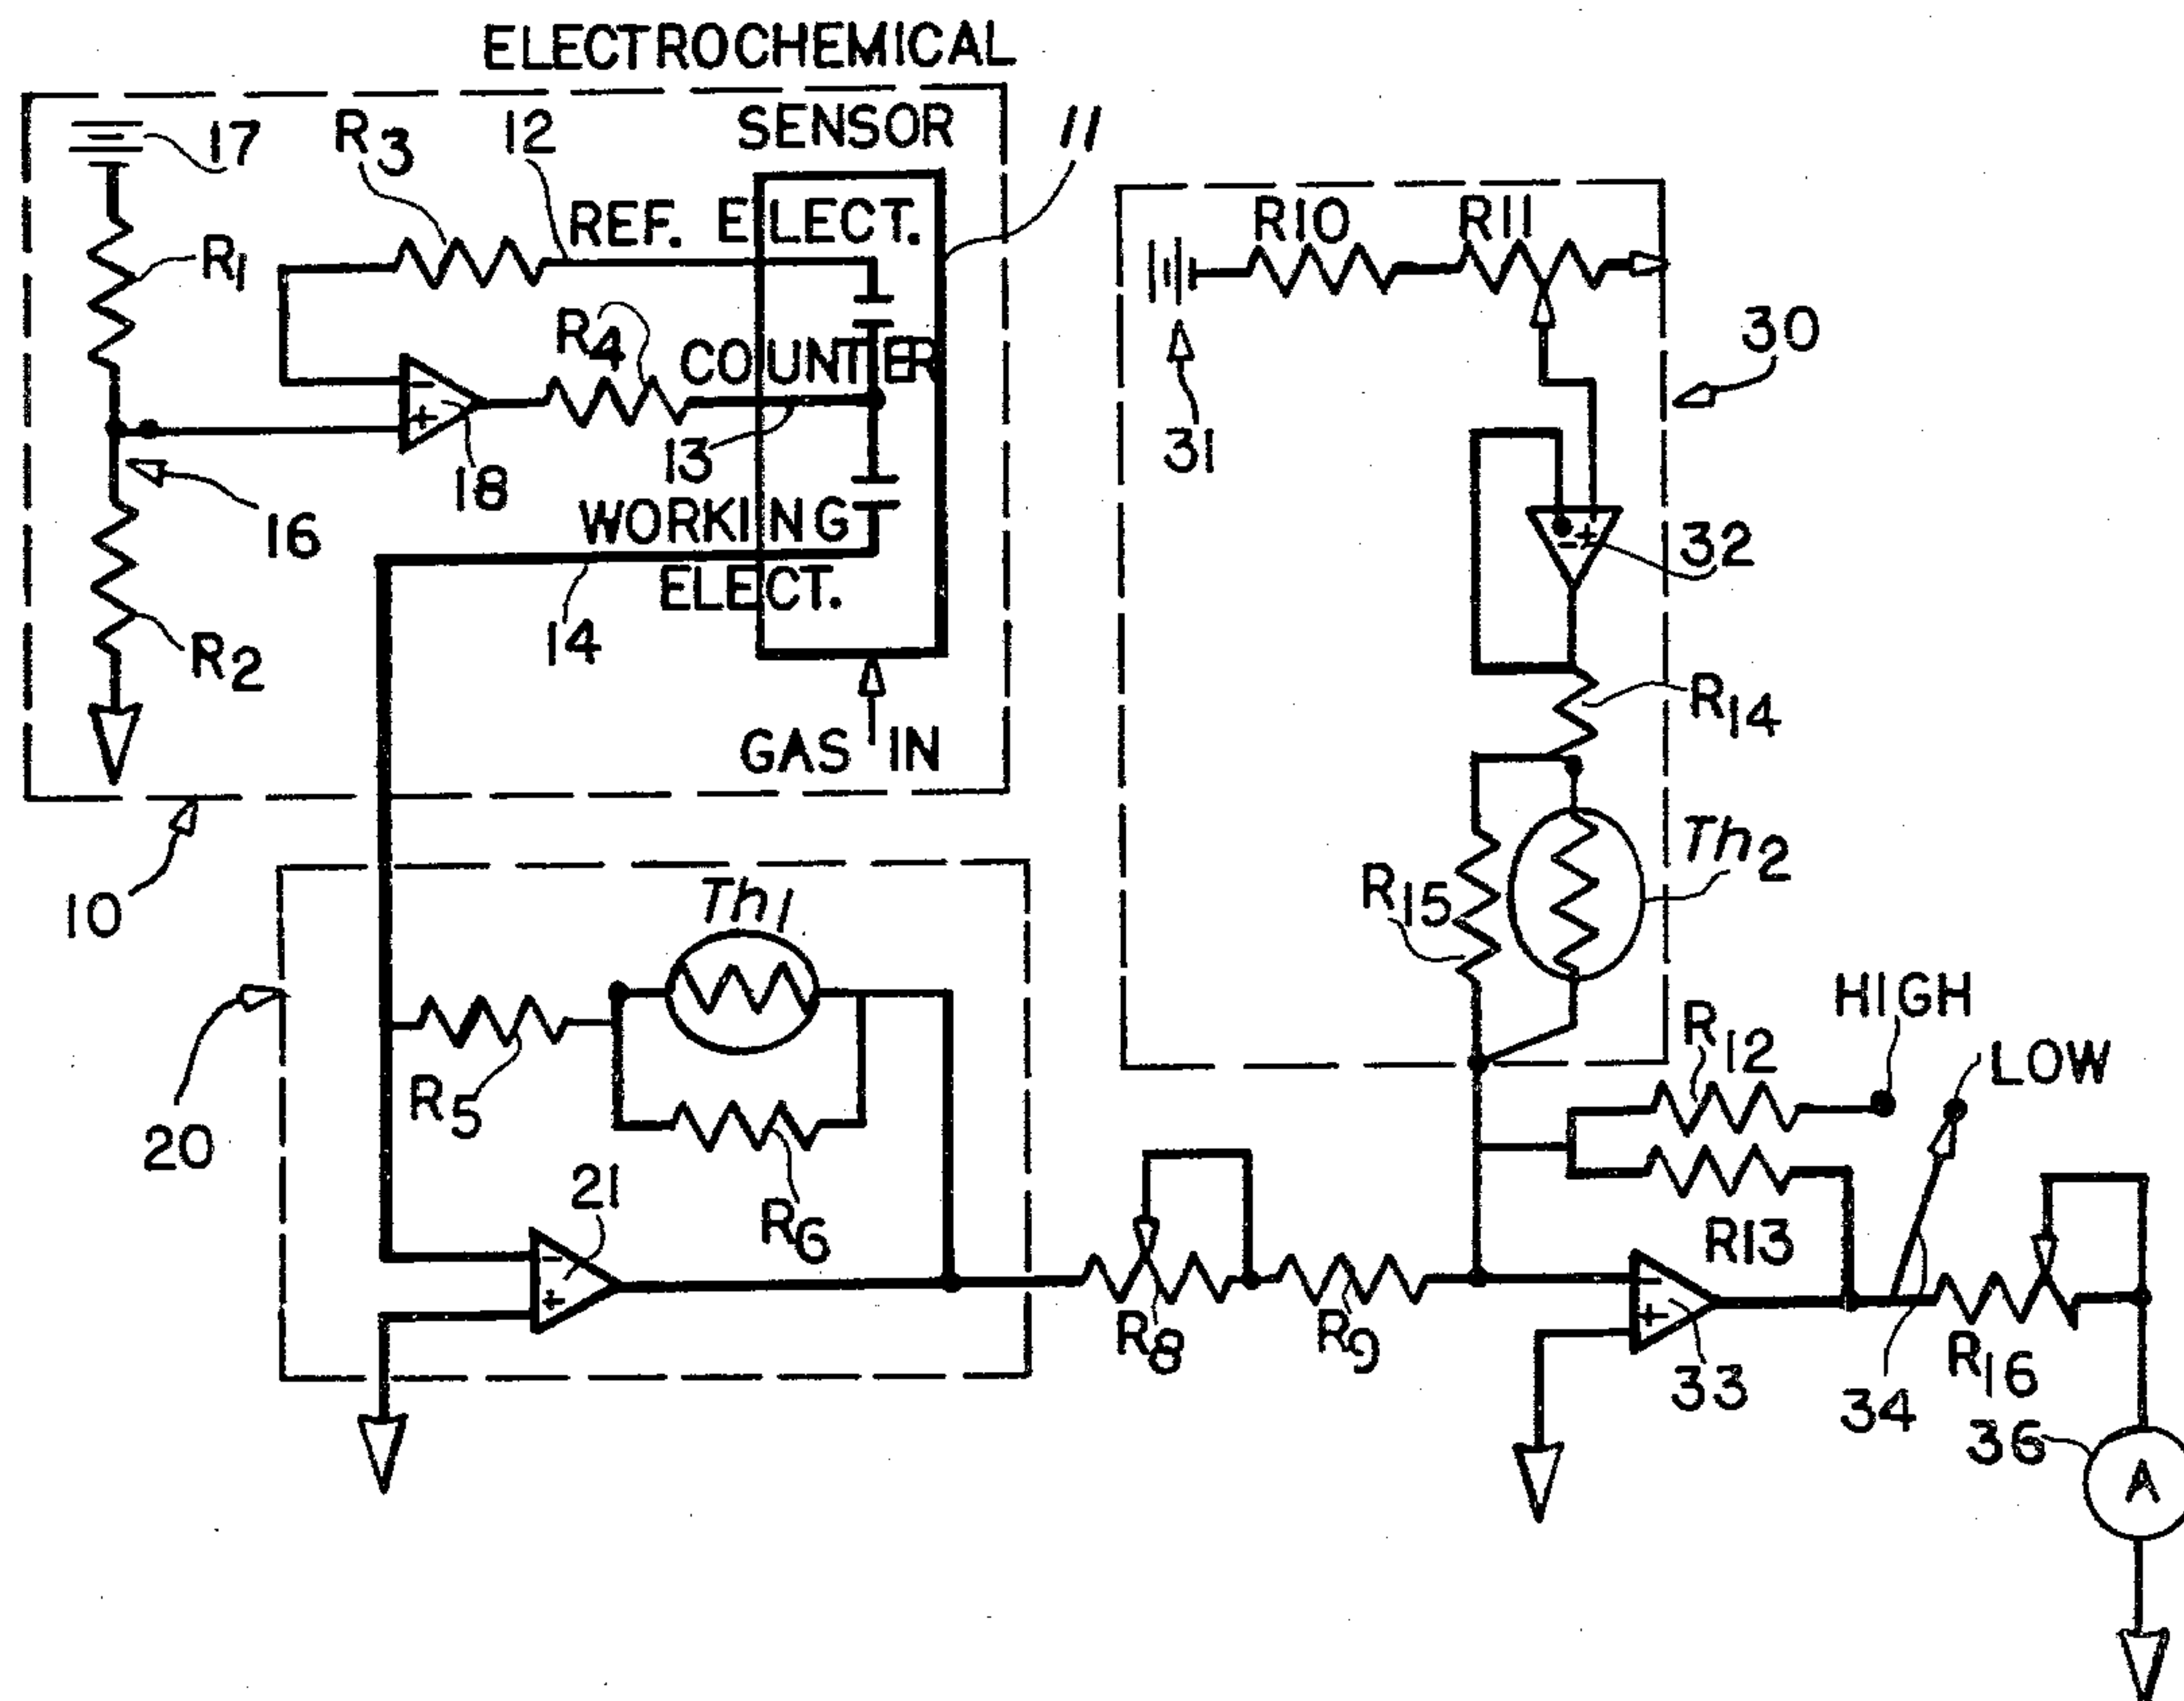 ELECTROCHEMICAL
SENSOR
17
R3
12
11
REF. ELECT.
R1
R4
COUNTER
13
18
16
WORKING
ELECT.
14
R2
GAS IN
10
R10
R11
30
31
- +
32
R14
Th2
R15
Th1
R5
R6
20
21
- +
R8
R9
R12
HIGH
LOW
R13
- +
33
34
R16
36
A
- +